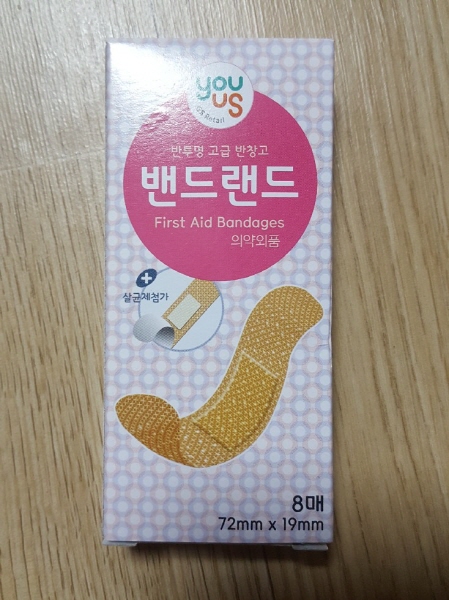 you
us
GS Retail
반투명 고급 반창고
밴드랜드
First Aid Bandages
의약외품
살균제첨가
8매
72mm x 19mm